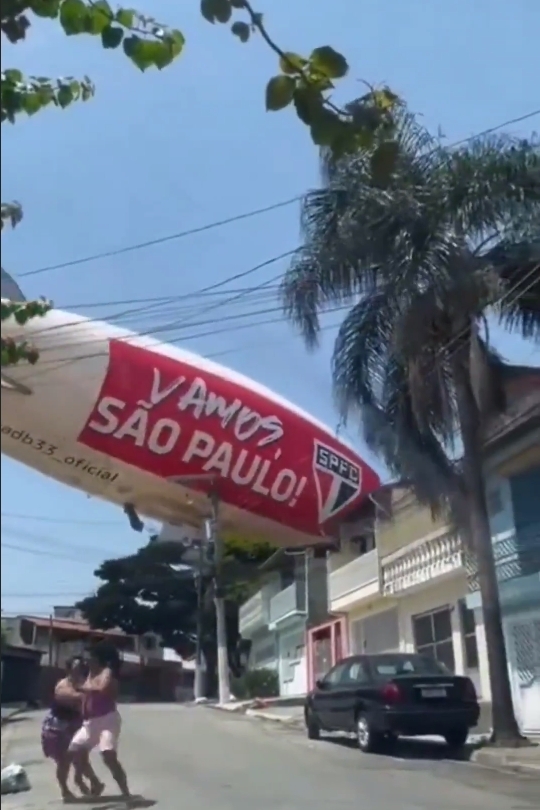 VAMOS,
SÃO PAULO!
SPFC
adb33_oficial